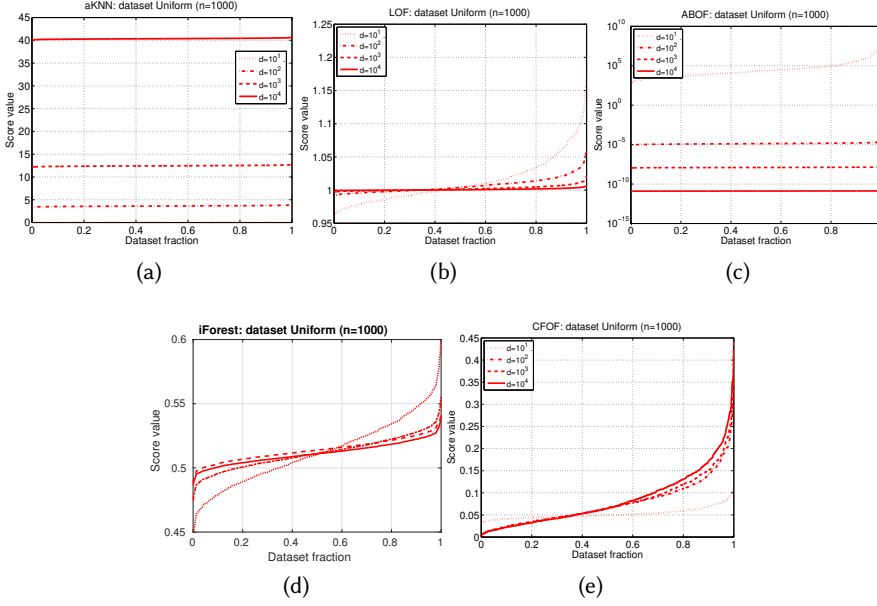 aKNN: dataset Uniform (n=1000)
45
40
35
30
25
20
15
10
5
0
Score value
0 0.2 0.4 0.6 0.8 1
Dataset fraction
d=10¹
d=10²
d=10³
d=10⁴
(a)
LOF: dataset Uniform (n=1000)
1.25
1.2
1.15
1.1
1.05
1
0.95
Score value
0 0.2 0.4 0.6 0.8 1
Dataset fraction
d=10¹
d=10²
d=10³
d=10⁴
(b)
ABOF: dataset Uniform (n=1000)
10¹⁰
10⁵
10⁰
10⁻⁵
10⁻¹⁰
10⁻¹⁵
Score value
0 0.2 0.4 0.6 0.8
Dataset fraction
d=10¹
d=10²
d=10³
d=10⁴
(c)
iForest: dataset Uniform (n=1000)
0.6
0.55
0.5
0.45
Score value
0 0.2 0.4 0.6 0.8 1
Dataset fraction
(d)
CFOF: dataset Uniform (n=1000)
0.45
0.4
0.35
0.3
0.25
0.2
0.15
0.1
0.05
0
Score value
0 0.2 0.4 0.6 0.8 1
Dataset fraction
d=10¹
d=10²
d=10³
d=10⁴
(e)